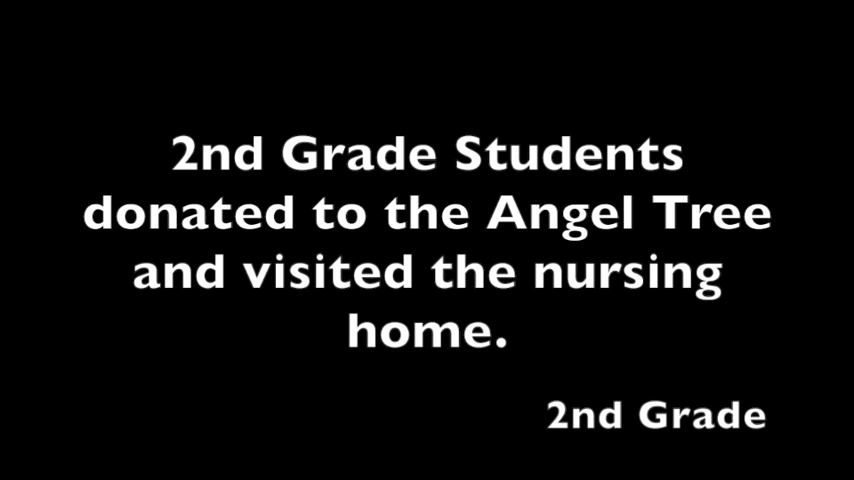 2nd Grade Students
donated to the Angel Tree
and visited the nursing
home.
2nd Grade